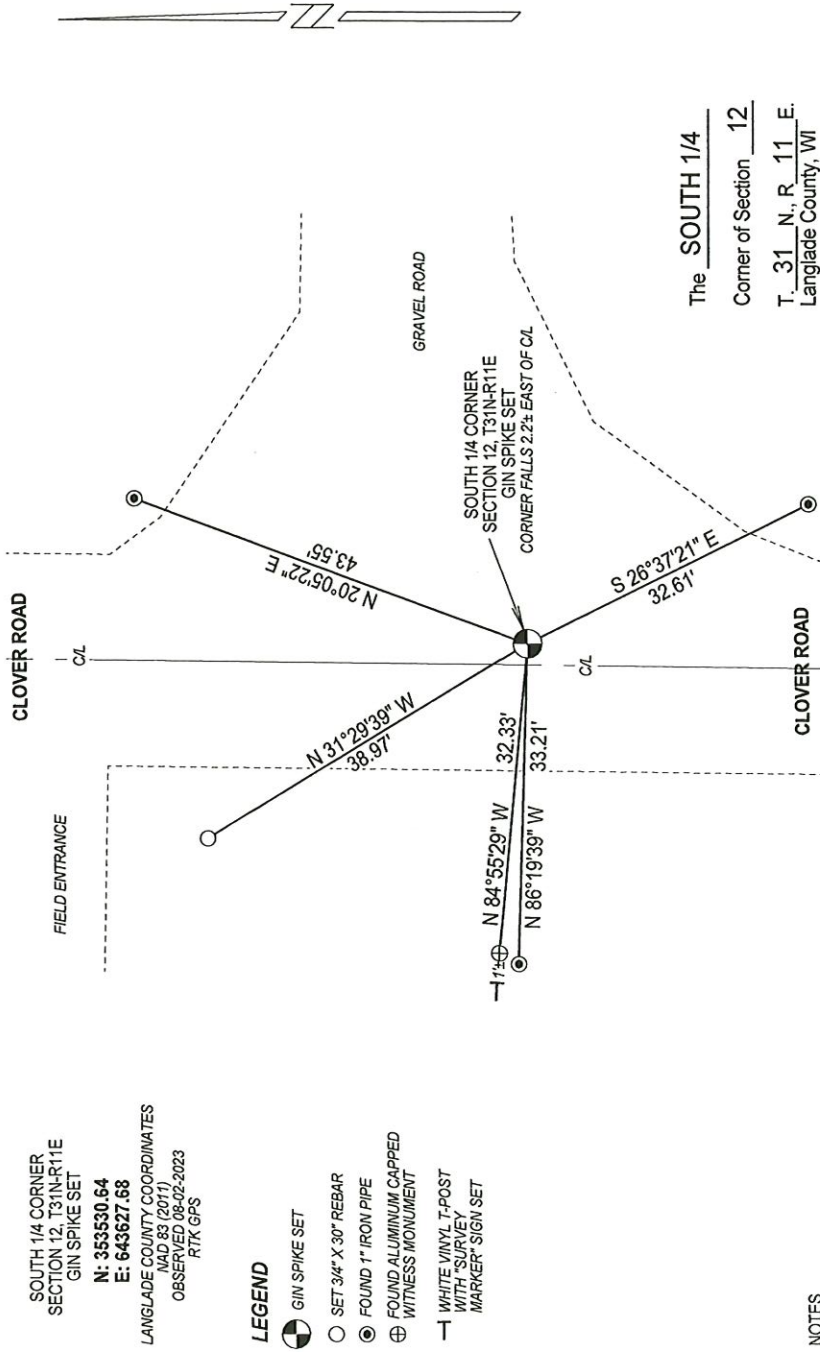 SOUTH 1/4 CORNER
SECTION 12, T31N-R11E
GIN SPIKE SET
N: 353530.64
E: 643627.68
LANGLADE COUNTY COORDINATES
NAD 83 (2011)
OBSERVED 08-02-2023
RTK GPS
LEGEND
GIN SPIKE SET
SET 3/4" X 30" REBAR
FOUND 1" IRON PIPE
FOUND ALUMINUM CAPPED
WITNESS MONUMENT
WHITE VINYL T-POST
WITH "SURVEY
MARKER" SIGN SET
NOTES
FIELD ENTRANCE
CLOVER ROAD
C/L
N 31°29'39" W
38.97'
N 20°05'22" E
43.55'
GRAVEL ROAD
SOUTH 1/4 CORNER
SECTION 12, T31N-R11E
GIN SPIKE SET
CORNER FALLS 2.2'± EAST OF C/L
1'±
N 84°55'29" W
32.33'
N 86°19'39" W
33.21'
C/L
S 26°37'21" E
32.61'
CLOVER ROAD
The SOUTH 1/4
Corner of Section 12
T. 31 N., R 11 E.
Langlade County, WI